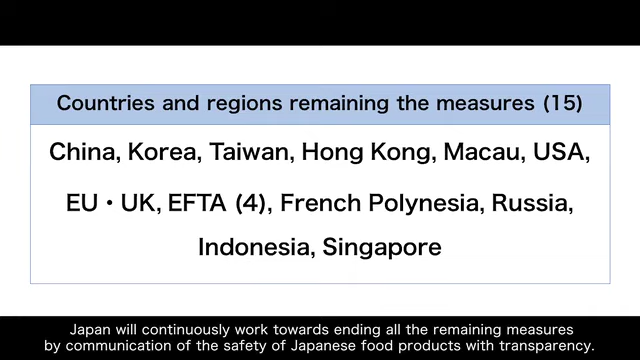 Countries and regions remaining the measures (15)
China, Korea, Taiwan, Hong Kong, Macau, USA,
EU・UK, EFTA (4), French Polynesia, Russia,
Indonesia, Singapore
Japan will continuously work towards ending all the remaining measures
by communication of the safety of Japanese food products with transparency.